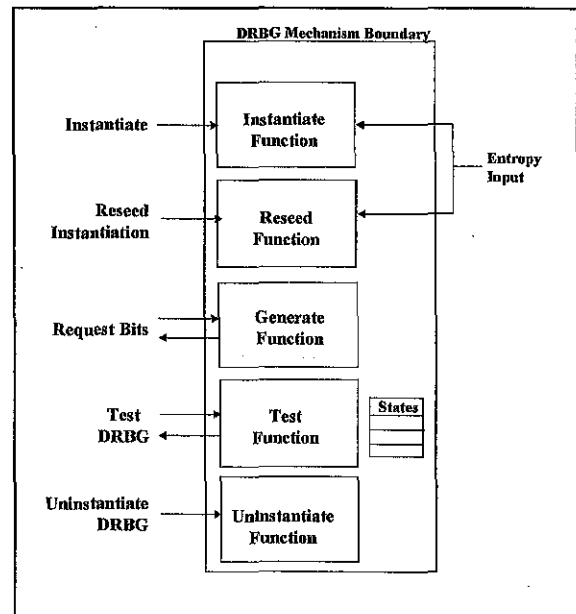 DRBG Mechanism Boundary
Instantiate
Instantiate
Function
Entropy
Input
Reseed
Instantiation
Reseed
Function
Request Bits
Generate
Function
Test
DRBG
Test
Function
States
Uninstantiate
DRBG
Uninstantiate
Function